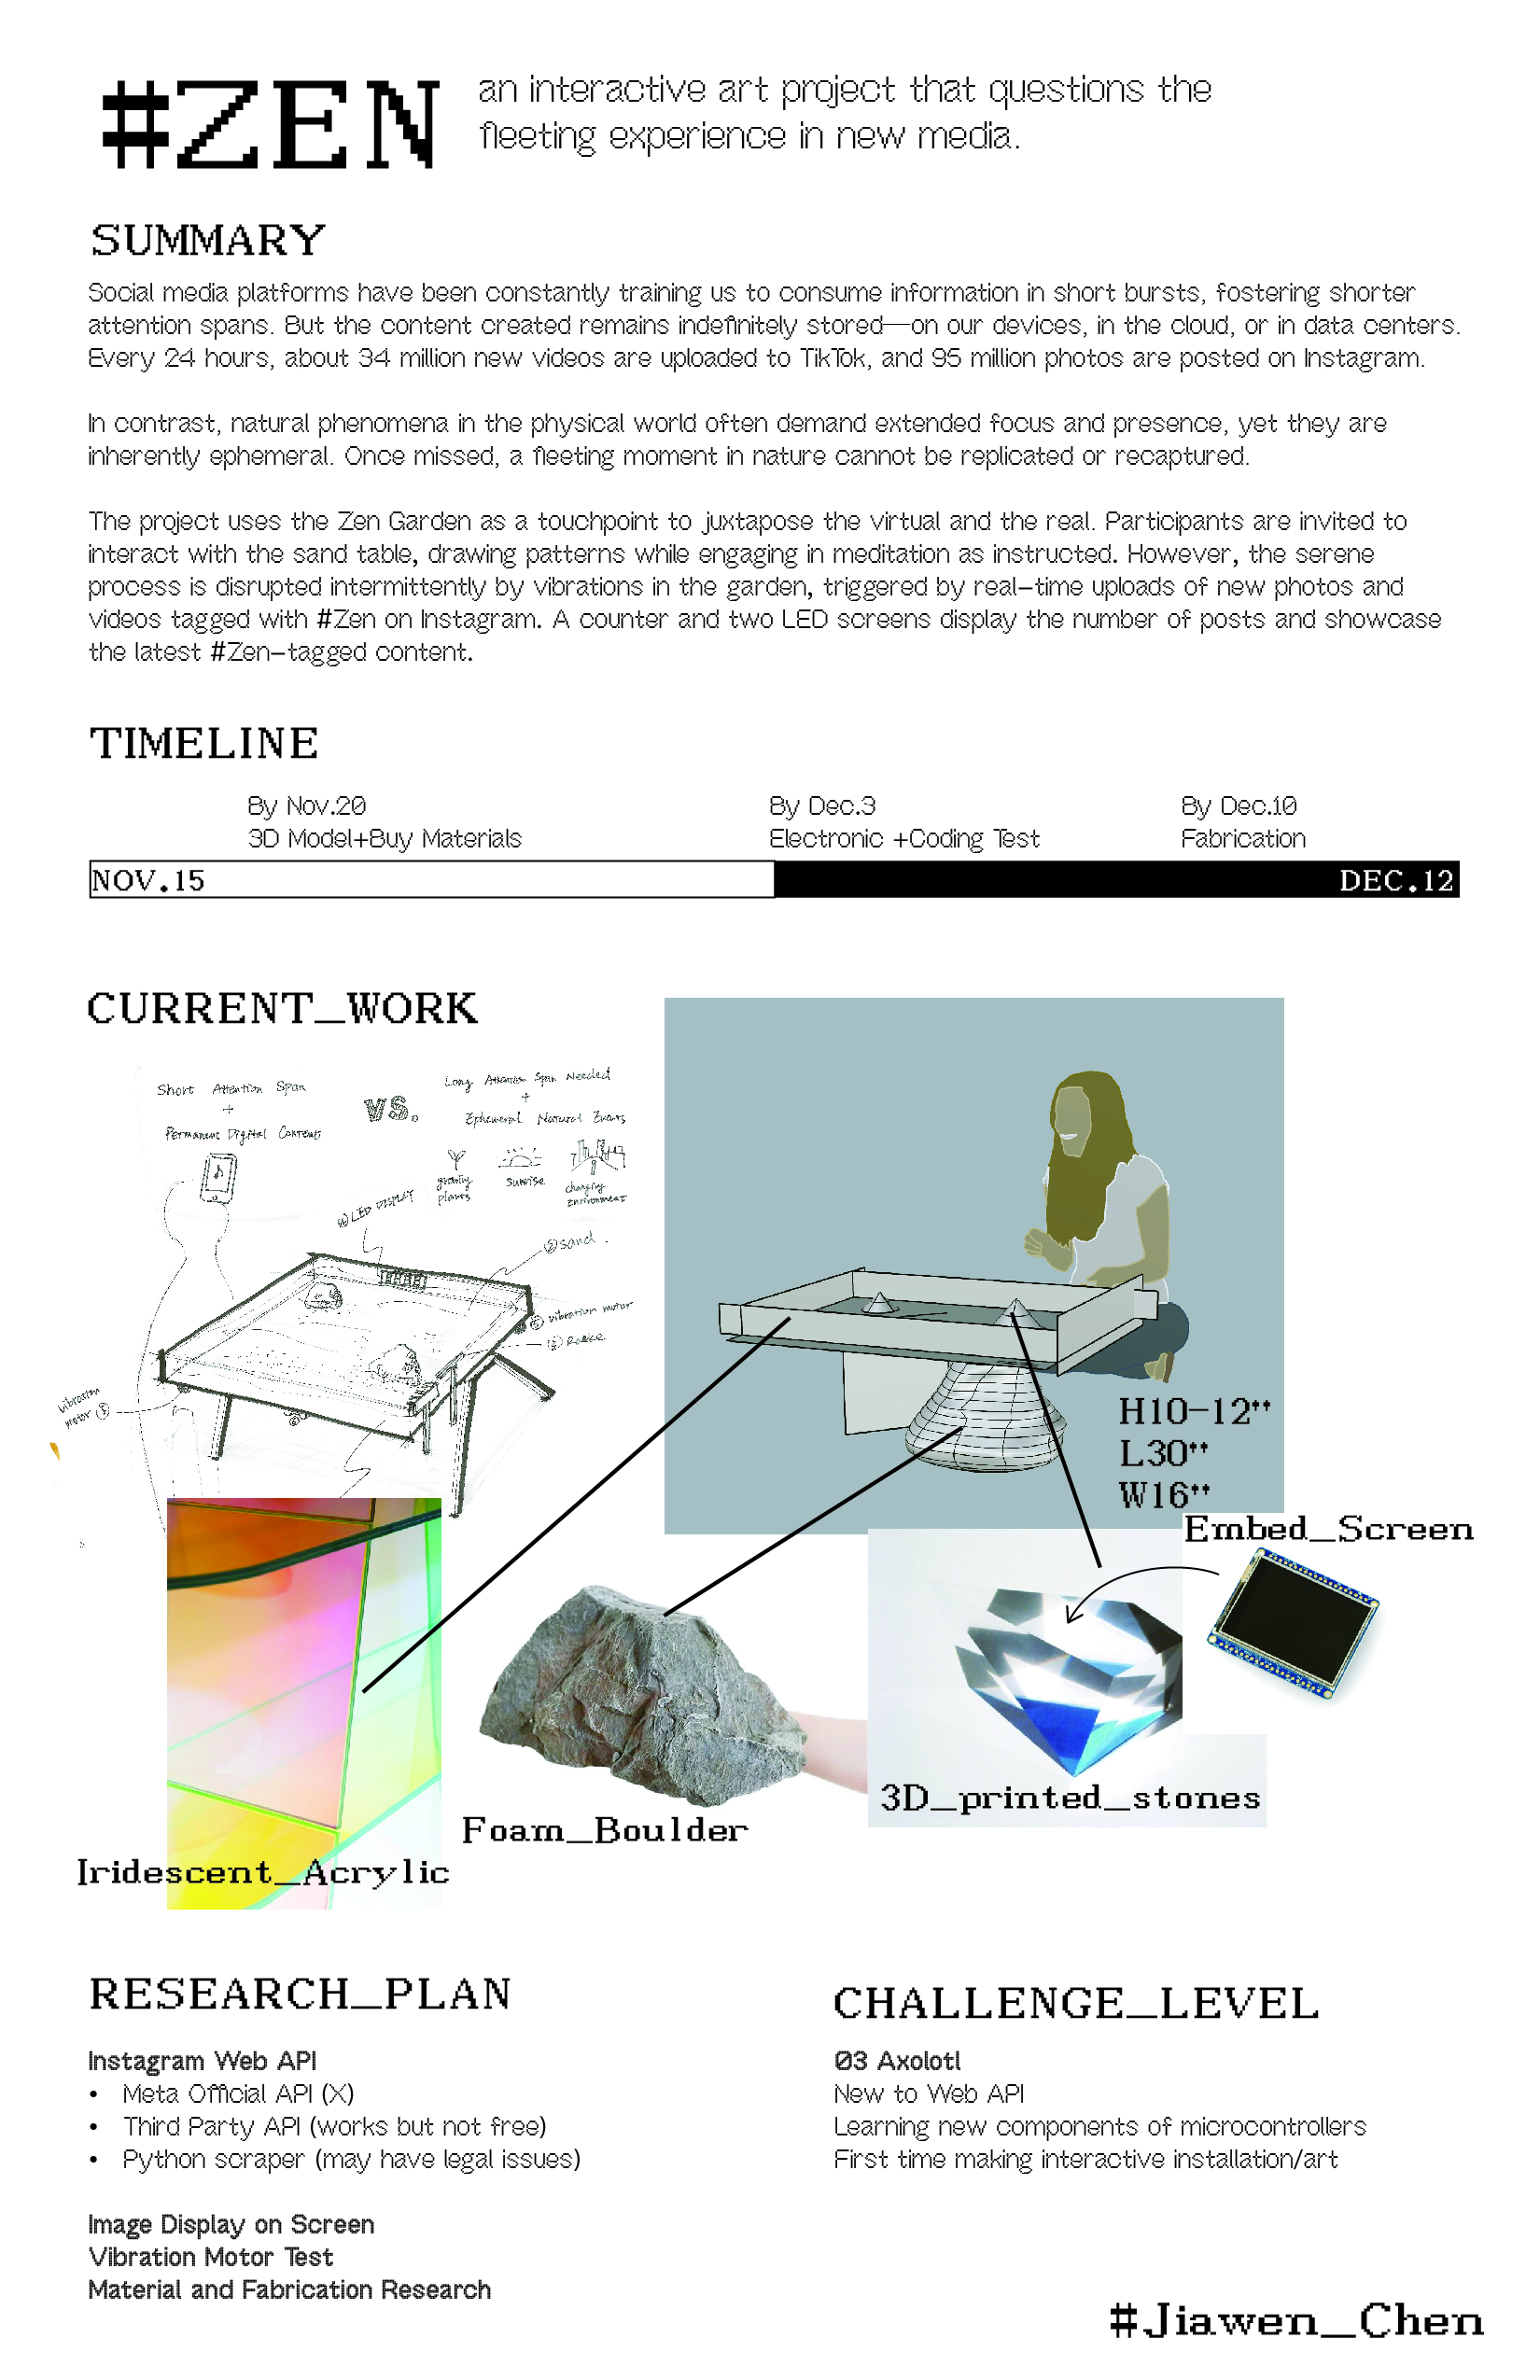 #ZEN
an interactive art project that questions the
fleeting experience in new media.
SUMMARY
Social media platforms have been constantly training us to consume information in short bursts, fostering shorter
attention spans. But the content created remains indefinitely stored—on our devices, in the cloud, or in data centers.
Every 24 hours, about 34 million new videos are uploaded to TikTok, and 95 million photos are posted on Instagram.
In contrast, natural phenomena in the physical world often demand extended focus and presence, yet they are
inherently ephemeral. Once missed, a fleeting moment in nature cannot be replicated or recaptured.
The project uses the Zen Garden as a touchpoint to juxtapose the virtual and the real. Participants are invited to
interact with the sand table, drawing patterns while engaging in meditation as instructed. However, the serene
process is disrupted intermittently by vibrations in the garden, triggered by real-time uploads of new photos and
videos tagged with #Zen on Instagram. A counter and two LED screens display the number of posts and showcase
the latest #Zen-tagged content.
TIMELINE
By Nov.20
3D Model+Buy Materials
By Dec.3
Electronic +Coding Test
By Dec.10
Fabrication
NOV.15
DEC.12
CURRENT_WORK
Short Attention Span
+
Permanent Digital Contents
VS.
Long Attention Span Needed
+
Ephemeral Natural Events
growing
plants
sunrise
changing
environment
LED DISPLAY
② sand.
vibration motor
Rake
vibration
motor ③
H10-12"
L30"
W16"
Embed_Screen
3D_printed_stones
Foam_Boulder
Iridescent_Acrylic
RESEARCH_PLAN
Instagram Web API
• Meta Official API (X)
• Third Party API (works but not free)
• Python scraper (may have legal issues)
Image Display on Screen
Vibration Motor Test
Material and Fabrication Research
CHALLENGE_LEVEL
03 Axolotl
New to Web API
Learning new components of microcontrollers
First time making interactive installation/art
#Jiawen_Chen